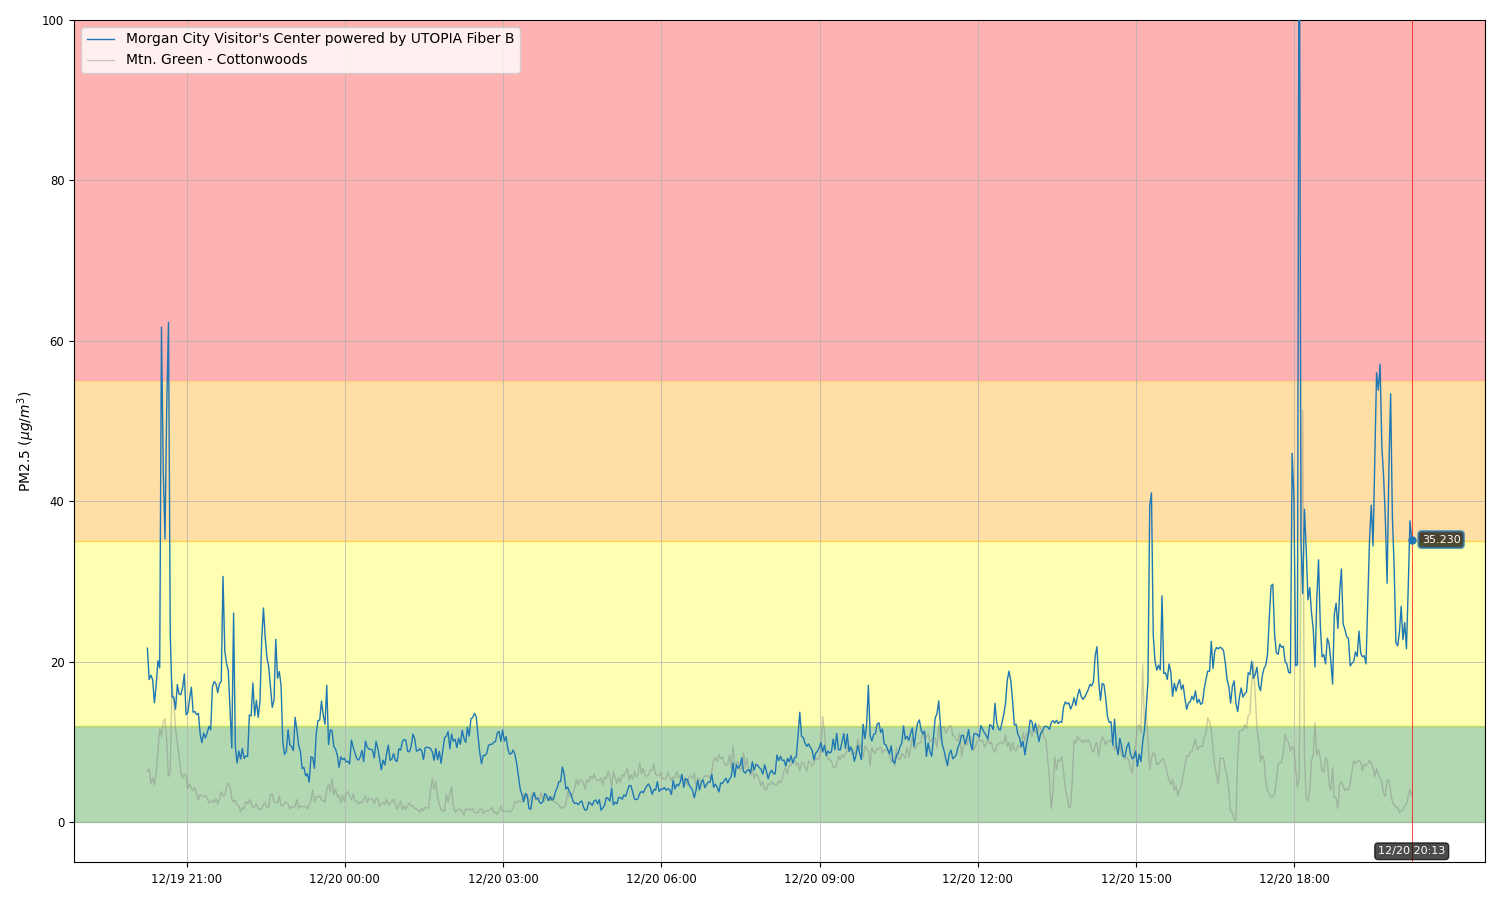 100
Morgan City Visitor's Center powered by UTOPIA Fiber B
Mtn. Green - Cottonwoods
80
60
PM2.5 (μg/m³)
40
35.230
20
0
12/20 20:13
12/19 21:00 12/20 00:00 12/20 03:00 12/20 06:00 12/20 09:00 12/20 12:00 12/20 15:00 12/20 18:00